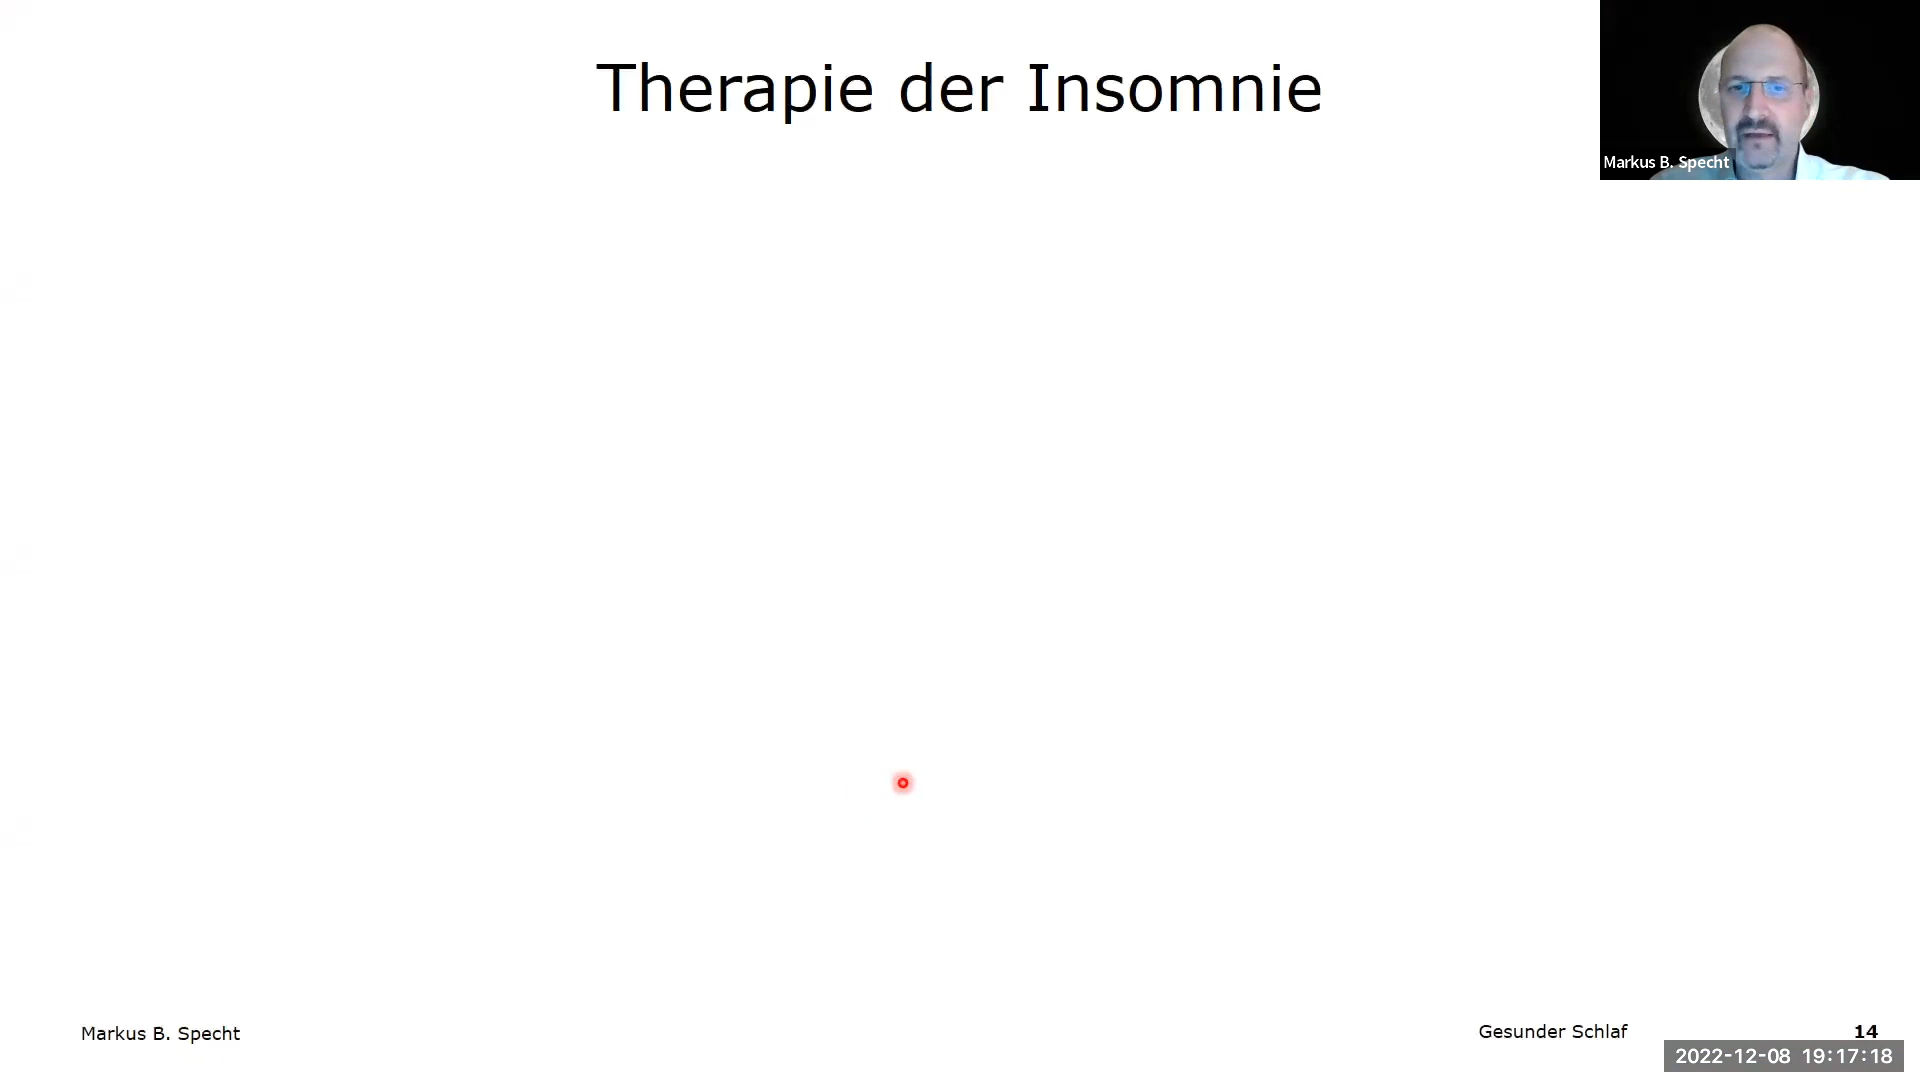 Therapie der Insomnie
Markus B. Specht
Markus B. Specht
Gesunder Schlaf
14
2022-12-08 19:17:18